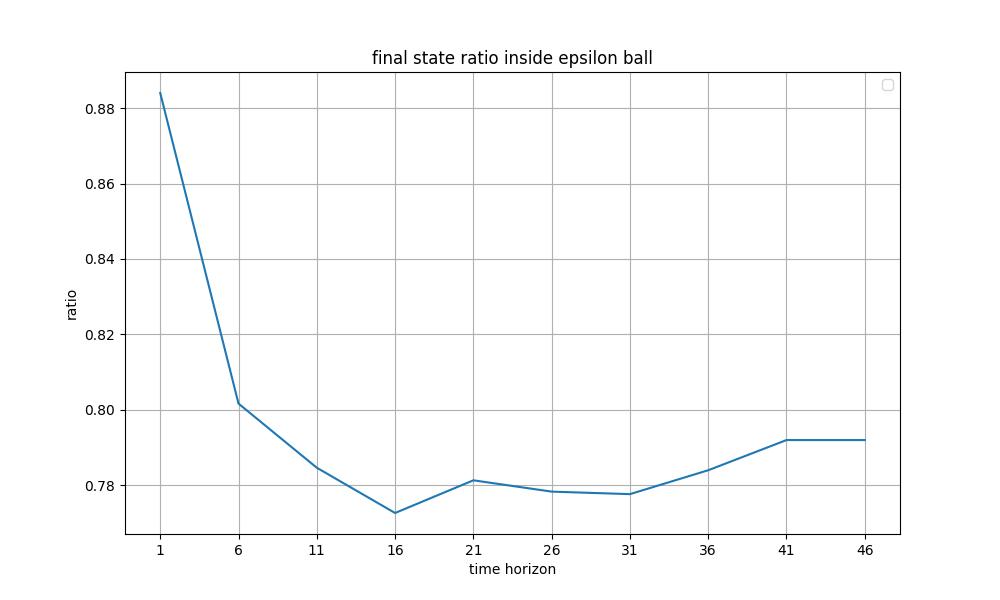 final state ratio inside epsilon ball
0.88
0.86
0.84
0.82
0.80
0.78
ratio
1 6 11 16 21 26 31 36 41 46
time horizon